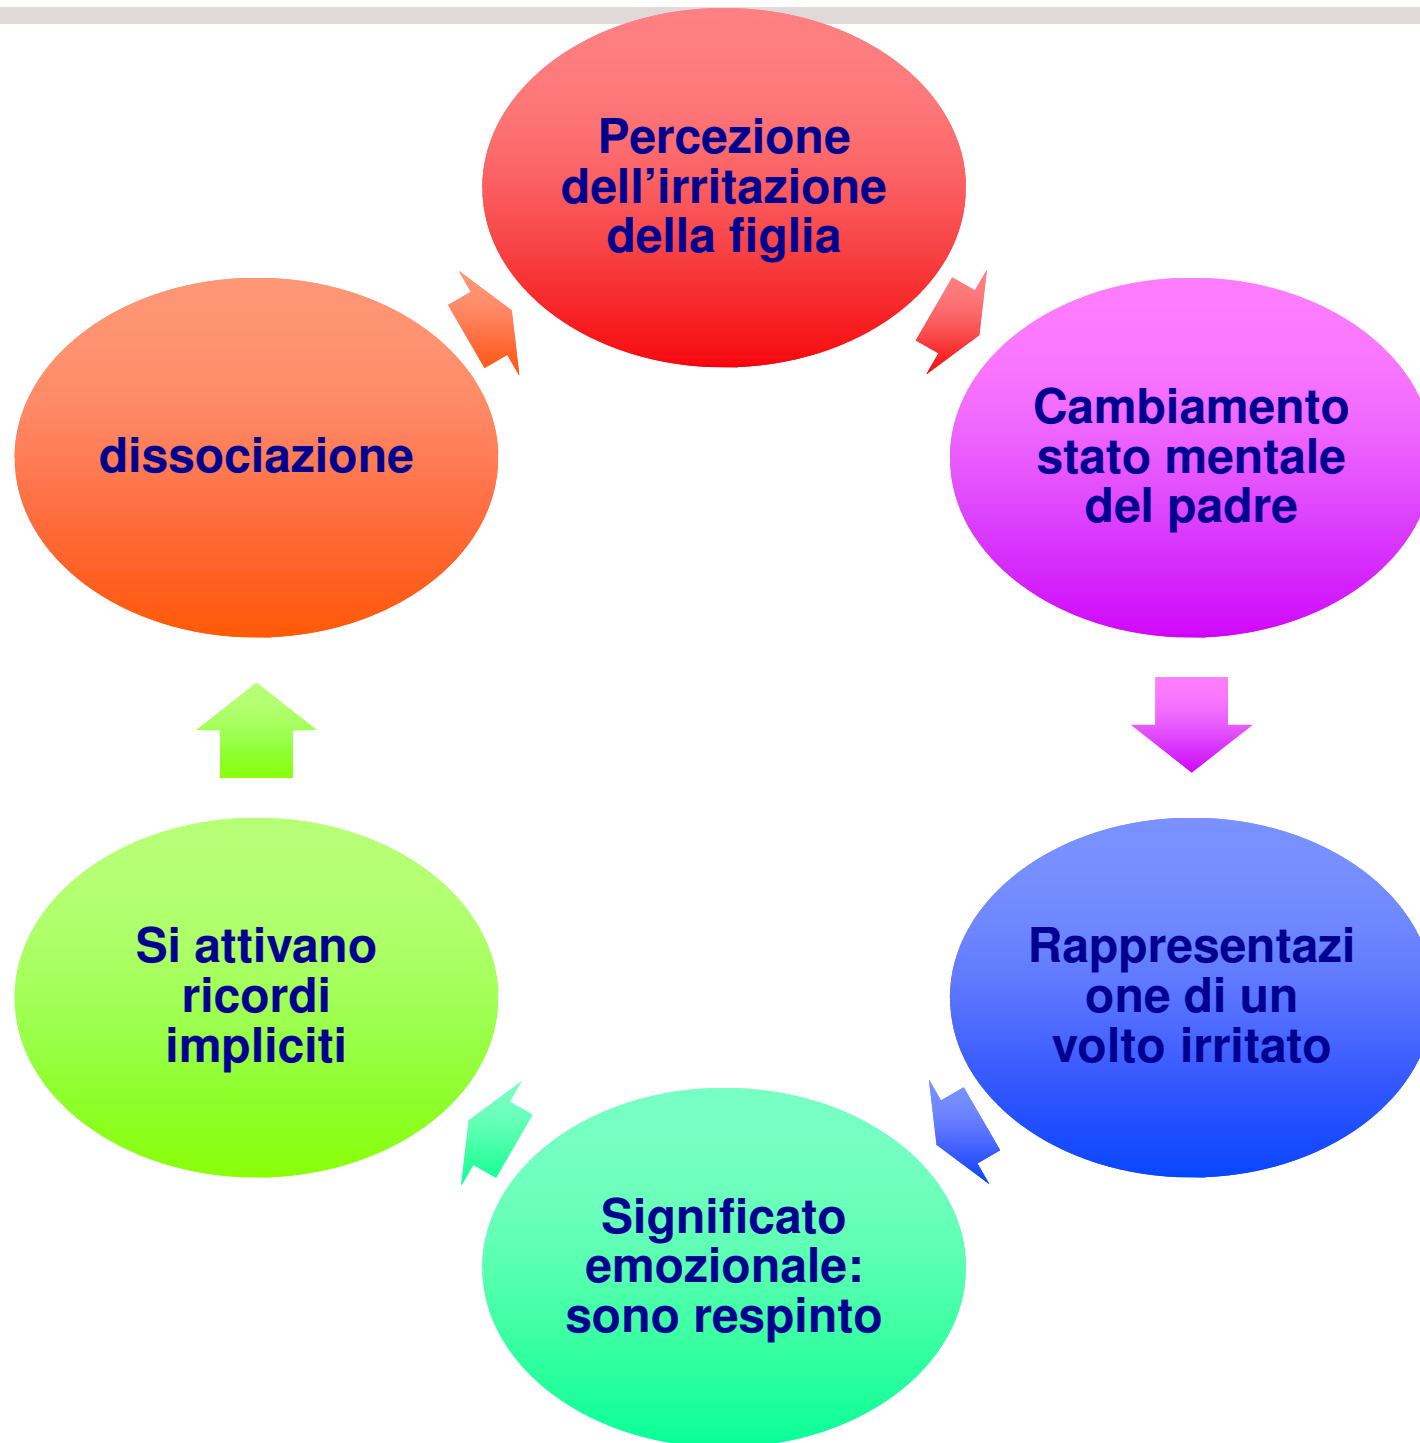 Percezione
dell’irritazione
della figlia
Cambiamento
stato mentale
del padre
Rappresentazi
one di un
volto irritato
Significato
emozionale:
sono respinto
Si attivano
ricordi
impliciti
dissociazione